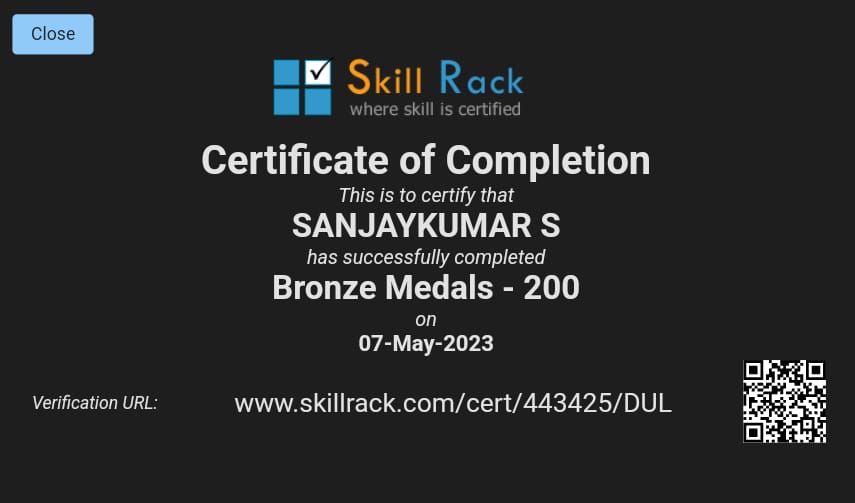 Close
Skill Rack
where skill is certified
Certificate of Completion
This is to certify that
SANJAYKUMAR S
has successfully completed
Bronze Medals - 200
on
07-May-2023
Verification URL: www.skillrack.com/cert/443425/DUL